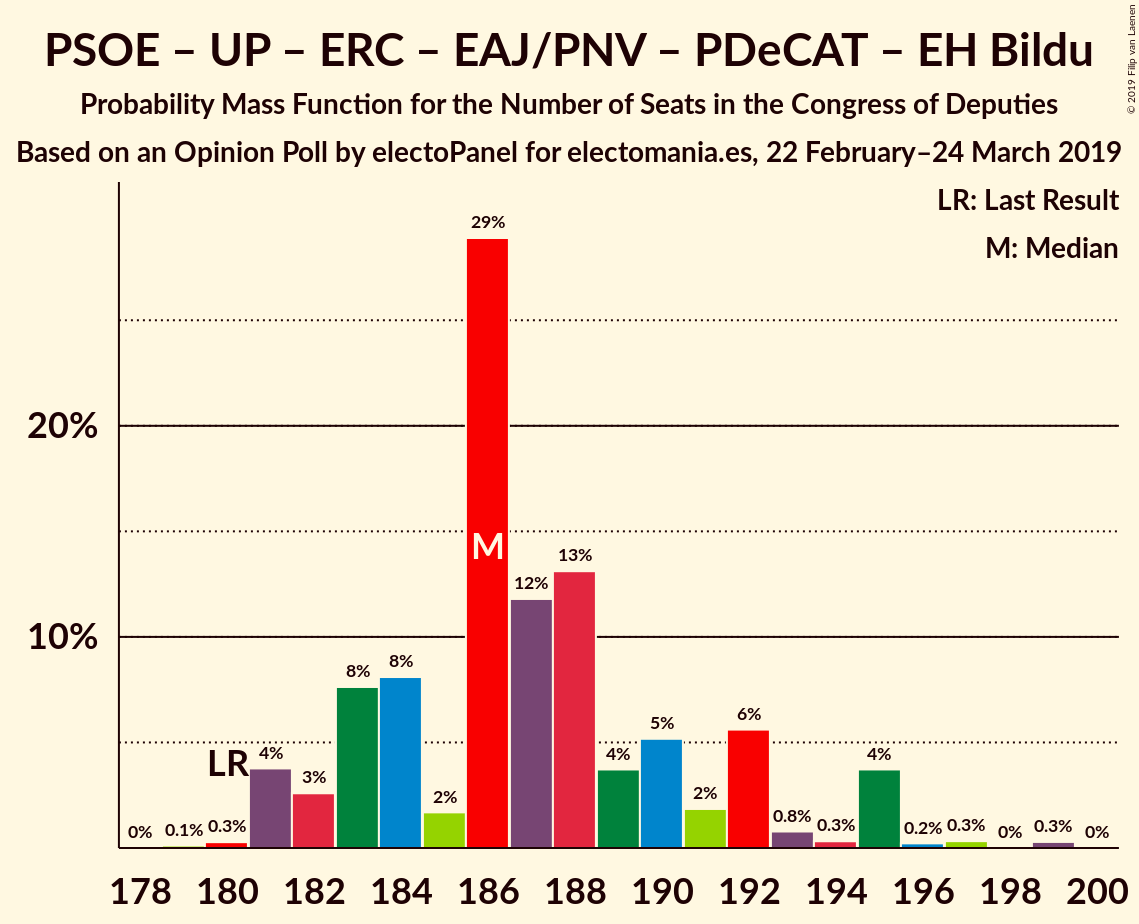 PSOE – UP – ERC – EAJ/PNV – PDeCAT – EH Bildu
Probability Mass Function for the Number of Seats in the Congress of Deputies
Based on an Opinion Poll by electoPanel for electomania.es, 22 February–24 March 2019
© 2019 Filip van Laenen
LR: Last Result
M: Median
20%
10%
0%
0.1%
0.3%
LR
4%
3%
8%
8%
2%
29%
M
12%
13%
4%
5%
2%
6%
0.8%
0.3%
4%
0.2%
0.3%
0%
0.3%
0%
178 180 182 184 186 188 190 192 194 196 198 200